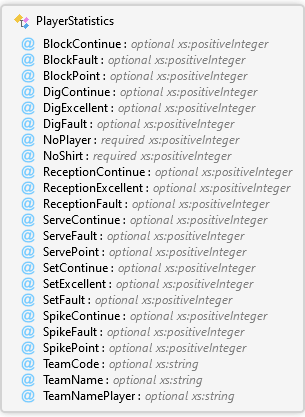 PlayerStatistics
@ BlockContinue : optional xs:positiveInteger
@ BlockFault : optional xs:positiveInteger
@ BlockPoint : optional xs:positiveInteger
@ DigContinue : optional xs:positiveInteger
@ DigExcellent : optional xs:positiveInteger
@ DigFault : optional xs:positiveInteger
@ NoPlayer : required xs:positiveInteger
@ NoShirt : required xs:positiveInteger
@ ReceptionContinue : optional xs:positiveInteger
@ ReceptionExcellent : optional xs:positiveInteger
@ ReceptionFault : optional xs:positiveInteger
@ ServeContinue : optional xs:positiveInteger
@ ServeFault : optional xs:positiveInteger
@ ServePoint : optional xs:positiveInteger
@ SetContinue : optional xs:positiveInteger
@ SetExcellent : optional xs:positiveInteger
@ SetFault : optional xs:positiveInteger
@ SpikeContinue : optional xs:positiveInteger
@ SpikeFault : optional xs:positiveInteger
@ SpikePoint : optional xs:positiveInteger
@ TeamCode : optional xs:string
@ TeamName : optional xs:string
@ TeamNamePlayer : optional xs:string